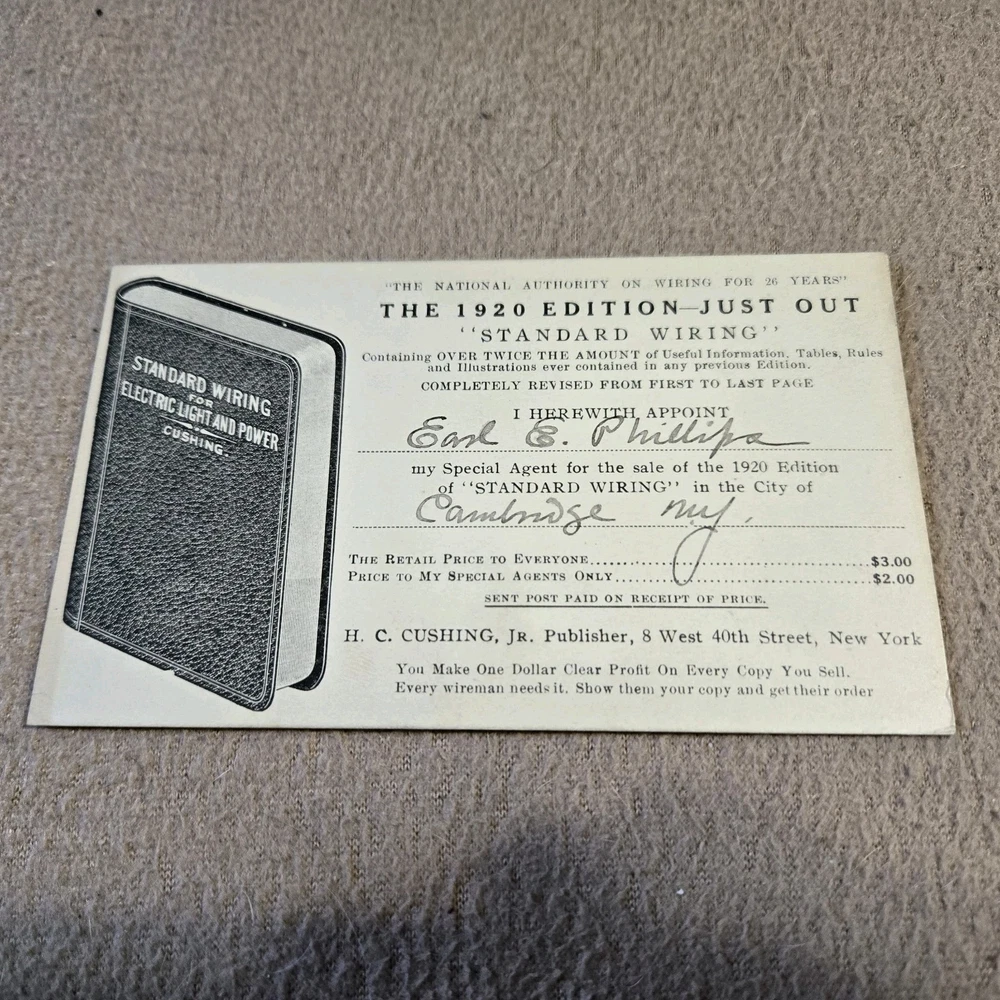 STANDARD WIRING
FOR
ELECTRIC LIGHT AND POWER
CUSHING.
"THE NATIONAL AUTHORITY ON WIRING FOR 26 YEARS"
THE 1920 EDITION—JUST OUT
"STANDARD WIRING"
Containing OVER TWICE THE AMOUNT of Useful Information, Tables, Rules
and Illustrations ever contained in any previous Edition.
COMPLETELY REVISED FROM FIRST TO LAST PAGE
I HEREWITH APPOINT
Earl E. Phillips
my Special Agent for the sale of the 1920 Edition
of "STANDARD WIRING" in the City of
Cambridge NY.
THE RETAIL PRICE TO EVERYONE........$3.00
PRICE TO MY SPECIAL AGENTS ONLY........$2.00
SENT POST PAID ON RECEIPT OF PRICE.
H. C. CUSHING, JR. Publisher, 8 West 40th Street, New York
You Make One Dollar Clear Profit On Every Copy You Sell.
Every wireman needs it. Show them your copy and get their order